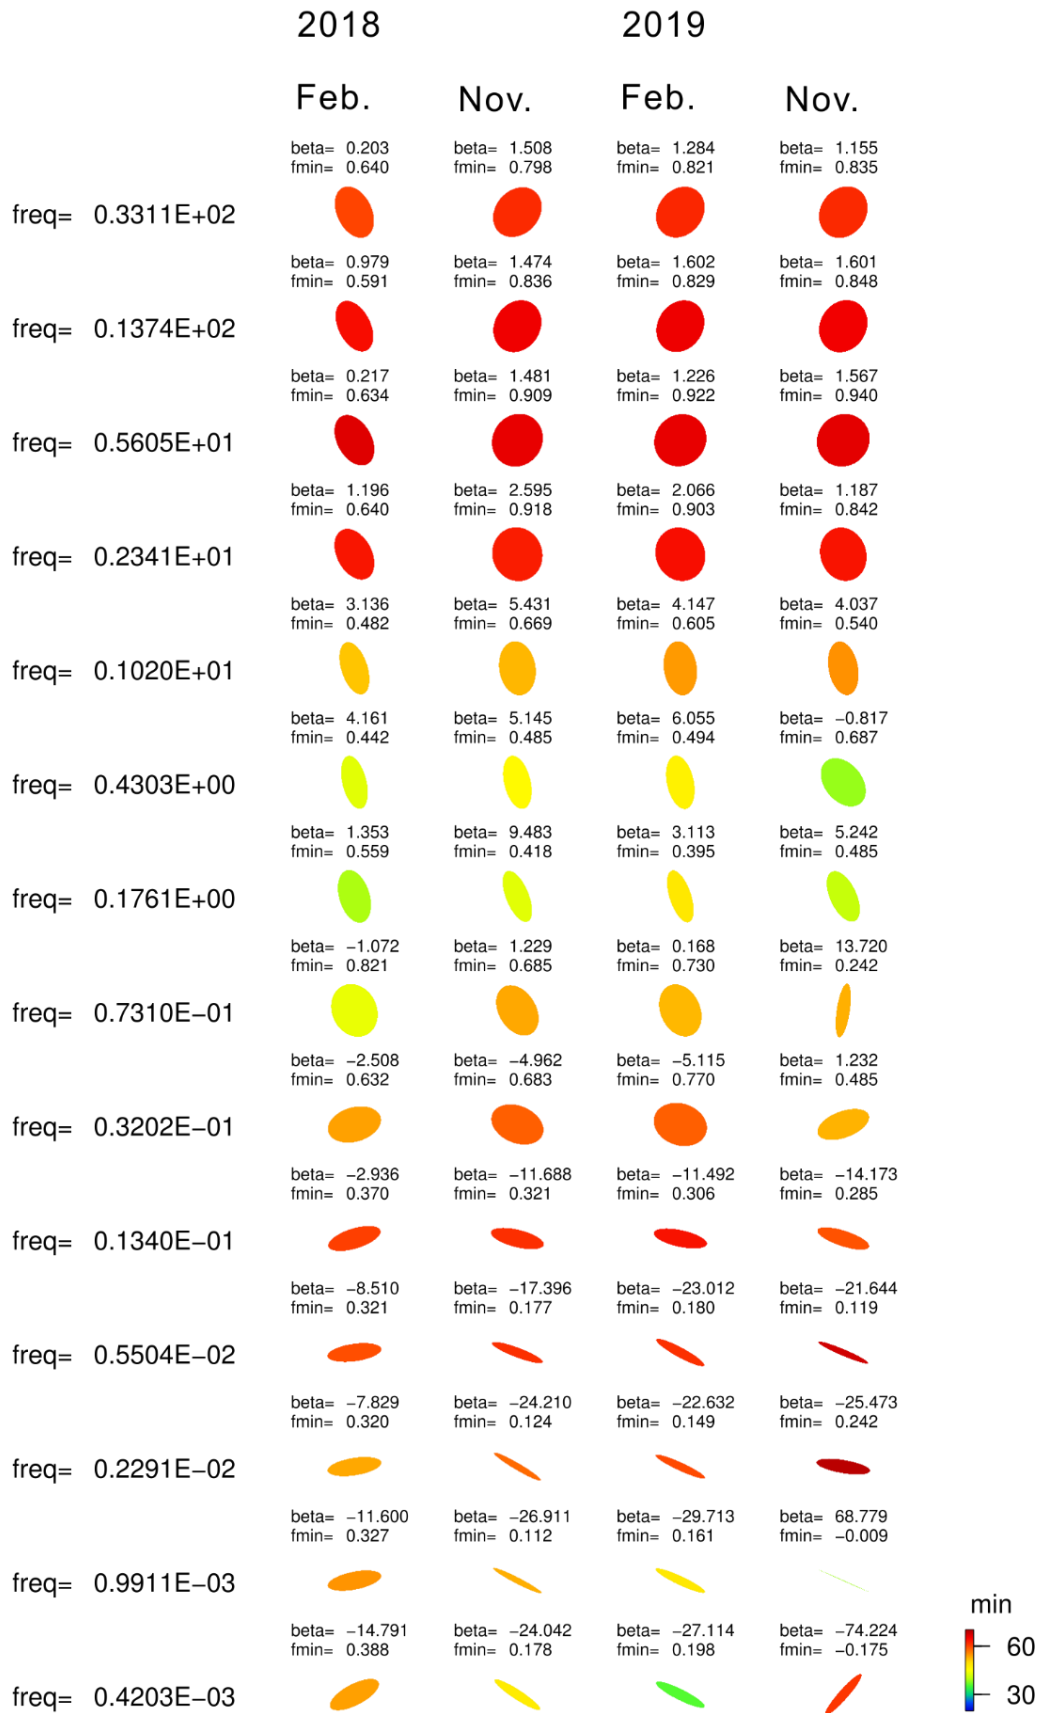 2018 2019
Feb. Nov. Feb. Nov.
beta= 0.203 beta= 1.508 beta= 1.284 beta= 1.155
fmin= 0.640 fmin= 0.798 fmin= 0.821 fmin= 0.835
freq= 0.3311E+02
beta= 0.979 beta= 1.474 beta= 1.602 beta= 1.601
fmin= 0.591 fmin= 0.836 fmin= 0.829 fmin= 0.848
freq= 0.1374E+02
beta= 0.217 beta= 1.481 beta= 1.226 beta= 1.567
fmin= 0.634 fmin= 0.909 fmin= 0.922 fmin= 0.940
freq= 0.5605E+01
beta= 1.196 beta= 2.595 beta= 2.066 beta= 1.187
fmin= 0.640 fmin= 0.918 fmin= 0.903 fmin= 0.842
freq= 0.2341E+01
beta= 3.136 beta= 5.431 beta= 4.147 beta= 4.037
fmin= 0.482 fmin= 0.669 fmin= 0.605 fmin= 0.540
freq= 0.1020E+01
beta= 4.161 beta= 5.145 beta= 6.055 beta= −0.817
fmin= 0.442 fmin= 0.485 fmin= 0.494 fmin= 0.687
freq= 0.4303E+00
beta= 1.353 beta= 9.483 beta= 3.113 beta= 5.242
fmin= 0.559 fmin= 0.418 fmin= 0.395 fmin= 0.485
freq= 0.1761E+00
beta= −1.072 beta= 1.229 beta= 0.168 beta= 13.720
fmin= 0.821 fmin= 0.685 fmin= 0.730 fmin= 0.242
freq= 0.7310E−01
beta= −2.508 beta= −4.962 beta= −5.115 beta= 1.232
fmin= 0.632 fmin= 0.683 fmin= 0.770 fmin= 0.485
freq= 0.3202E−01
beta= −2.936 beta= −11.688 beta= −11.492 beta= −14.173
fmin= 0.370 fmin= 0.321 fmin= 0.306 fmin= 0.285
freq= 0.1340E−01
beta= −8.510 beta= −17.396 beta= −23.012 beta= −21.644
fmin= 0.321 fmin= 0.177 fmin= 0.180 fmin= 0.119
freq= 0.5504E−02
beta= −7.829 beta= −24.210 beta= −22.632 beta= −25.473
fmin= 0.320 fmin= 0.124 fmin= 0.149 fmin= 0.242
freq= 0.2291E−02
beta= −11.600 beta= −26.911 beta= −29.713 beta= 68.779
fmin= 0.327 fmin= 0.112 fmin= 0.161 fmin= −0.009
freq= 0.9911E−03
min
beta= −14.791 beta= −24.042 beta= −27.114 beta= −74.224
fmin= 0.388 fmin= 0.178 fmin= 0.198 fmin= −0.175
60
freq= 0.4203E−03
30